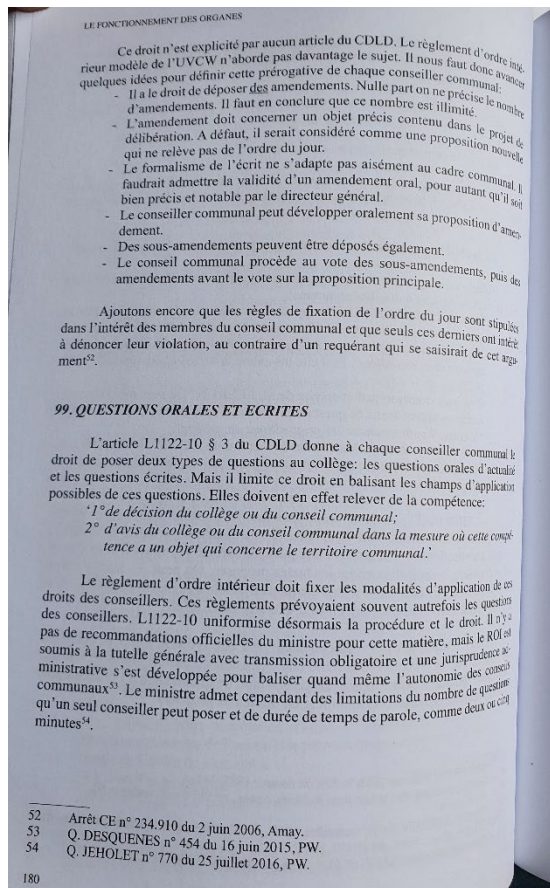 LE FONCTIONNEMENT DES ORGANES
Ce droit n'est explicité par aucun article du CDLD. Le règlement d'ordre inté-
rieur modèle de l'UVCW n'aborde pas davantage le sujet. Il nous faut donc avancer
quelques idées pour définir cette prérogative de chaque conseiller communal:
- Il a le droit de déposer des amendements. Nulle part on ne précise le nombre
d'amendements. Il faut en conclure que ce nombre est illimité.
- L'amendement doit concerner un objet précis contenu dans le projet de
délibération. A défaut, il serait considéré comme une proposition nouvelle
qui ne relève pas de l'ordre du jour.
- Le formalisme de l'écrit ne s'adapte pas aisément au cadre communal. Il
faudrait admettre la validité d'un amendement oral, pour autant qu'il soit
bien précis et notable par le directeur général.
- Le conseiller communal peut développer oralement sa proposition d'amen-
dement.
- Des sous-amendements peuvent être déposés également.
- Le conseil communal procède au vote des sous-amendements, puis des
amendements avant le vote sur la proposition principale.
Ajoutons encore que les règles de fixation de l'ordre du jour sont stipulées
dans l'intérêt des membres du conseil communal et que seuls ces derniers ont intérêt
à dénoncer leur violation, au contraire d'un requérant qui se saisirait de cet argu-
ment⁵².
99. QUESTIONS ORALES ET ECRITES
L'article L1122-10 § 3 du CDLD donne à chaque conseiller communal le
droit de poser deux types de questions au collège: les questions orales d'actualité
et les questions écrites. Mais il limite ce droit en balisant les champs d'application
possibles de ces questions. Elles doivent en effet relever de la compétence:
'1°de décision du collège ou du conseil communal;
2° d'avis du collège ou du conseil communal dans la mesure où cette compé-
tence a un objet qui concerne le territoire communal.'
Le règlement d'ordre intérieur doit fixer les modalités d'application de ces
droits des conseillers. Ces règlements prévoyaient souvent autrefois les questions
des conseillers. L1122-10 uniformise désormais la procédure et le droit. Il n'y a
pas de recommandations officielles du ministre pour cette matière, mais le ROI est
soumis à la tutelle générale avec transmission obligatoire et une jurisprudence ad-
ministrative s'est développée pour baliser quand même l'autonomie des conseils
communaux⁵³. Le ministre admet cependant des limitations du nombre de questions
qu'un seul conseiller peut poser et de durée de temps de parole, comme deux ou cinq
minutes⁵⁴.
52 Arrêt CE n° 234.910 du 2 juin 2006, Amay.
53 Q. DESQUENES n° 454 du 16 juin 2015, PW.
54 Q. JEHOLET n° 770 du 25 juillet 2016, PW.
180